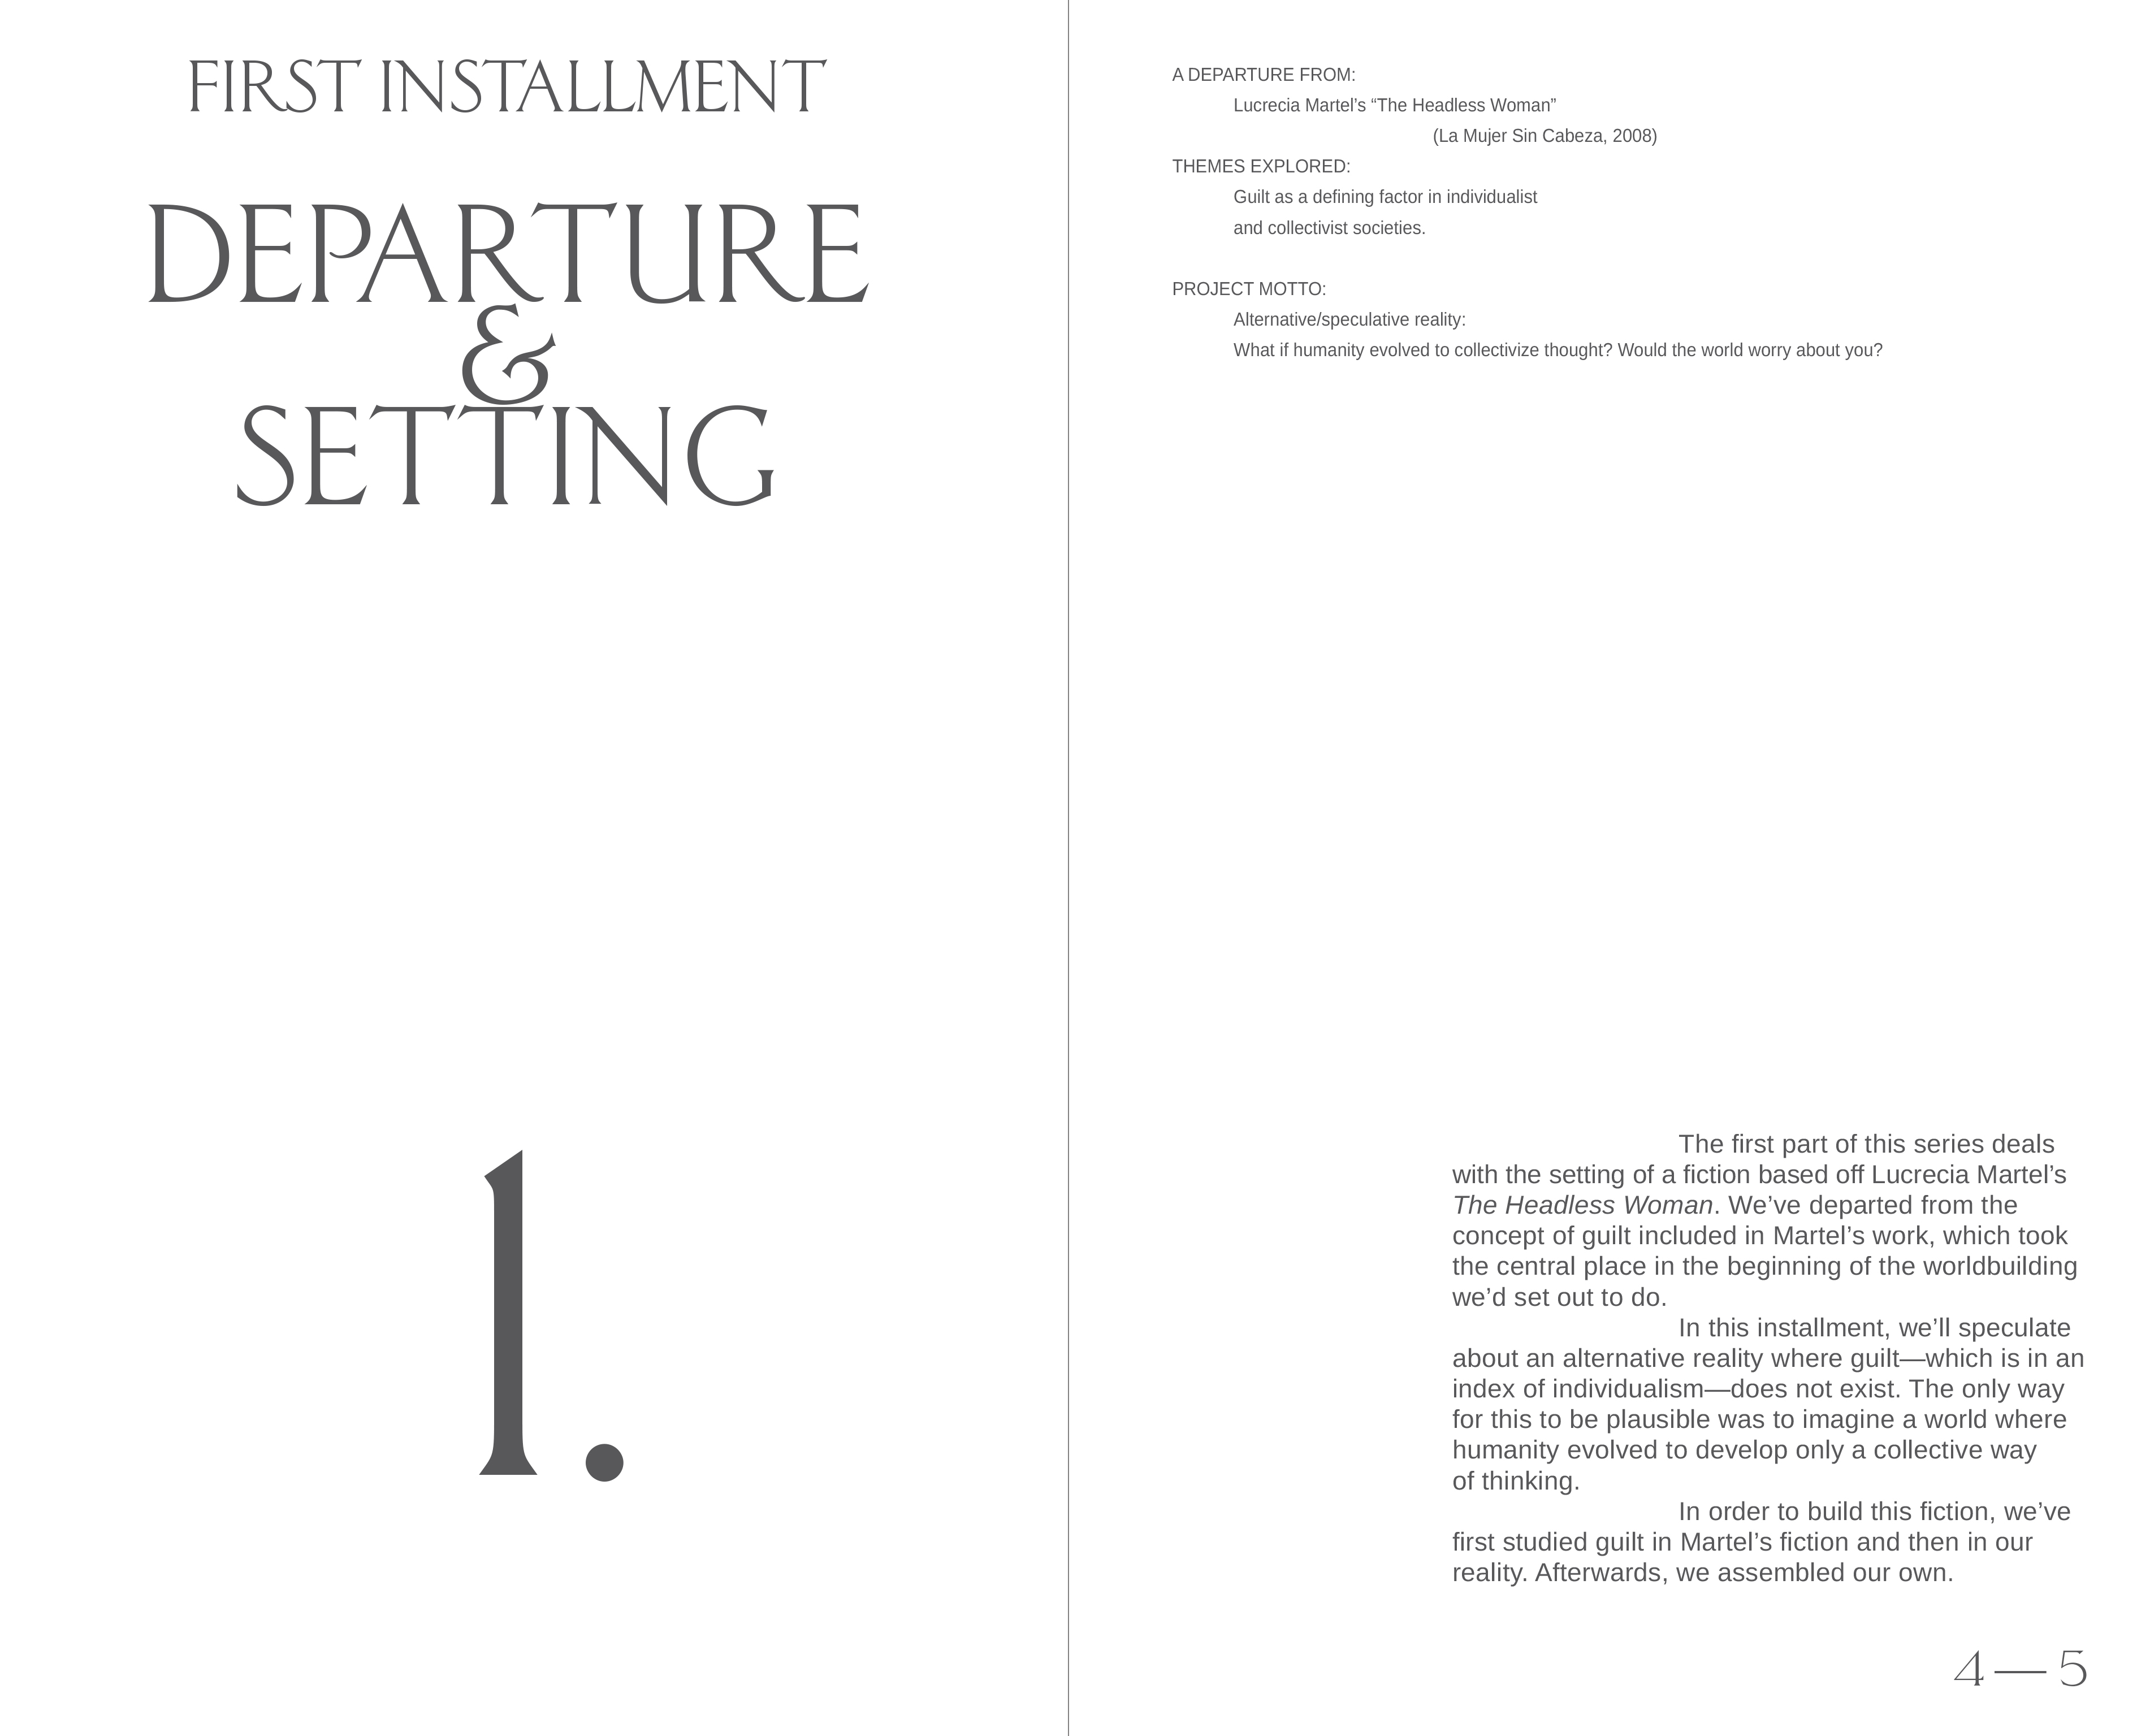 FIRST INSTALLMENT
DEPARTURE
&
SETTING
1.
A DEPARTURE FROM:
Lucrecia Martel’s “The Headless Woman”
(La Mujer Sin Cabeza, 2008)
THEMES EXPLORED:
Guilt as a defining factor in individualist
and collectivist societies.
PROJECT MOTTO:
Alternative/speculative reality:
What if humanity evolved to collectivize thought? Would the world worry about you?
The first part of this series deals
with the setting of a fiction based off Lucrecia Martel’s
The Headless Woman. We’ve departed from the
concept of guilt included in Martel’s work, which took
the central place in the beginning of the worldbuilding
we’d set out to do.
In this installment, we’ll speculate
about an alternative reality where guilt—which is in an
index of individualism—does not exist. The only way
for this to be plausible was to imagine a world where
humanity evolved to develop only a collective way
of thinking.
In order to build this fiction, we’ve
first studied guilt in Martel’s fiction and then in our
reality. Afterwards, we assembled our own.
4—5